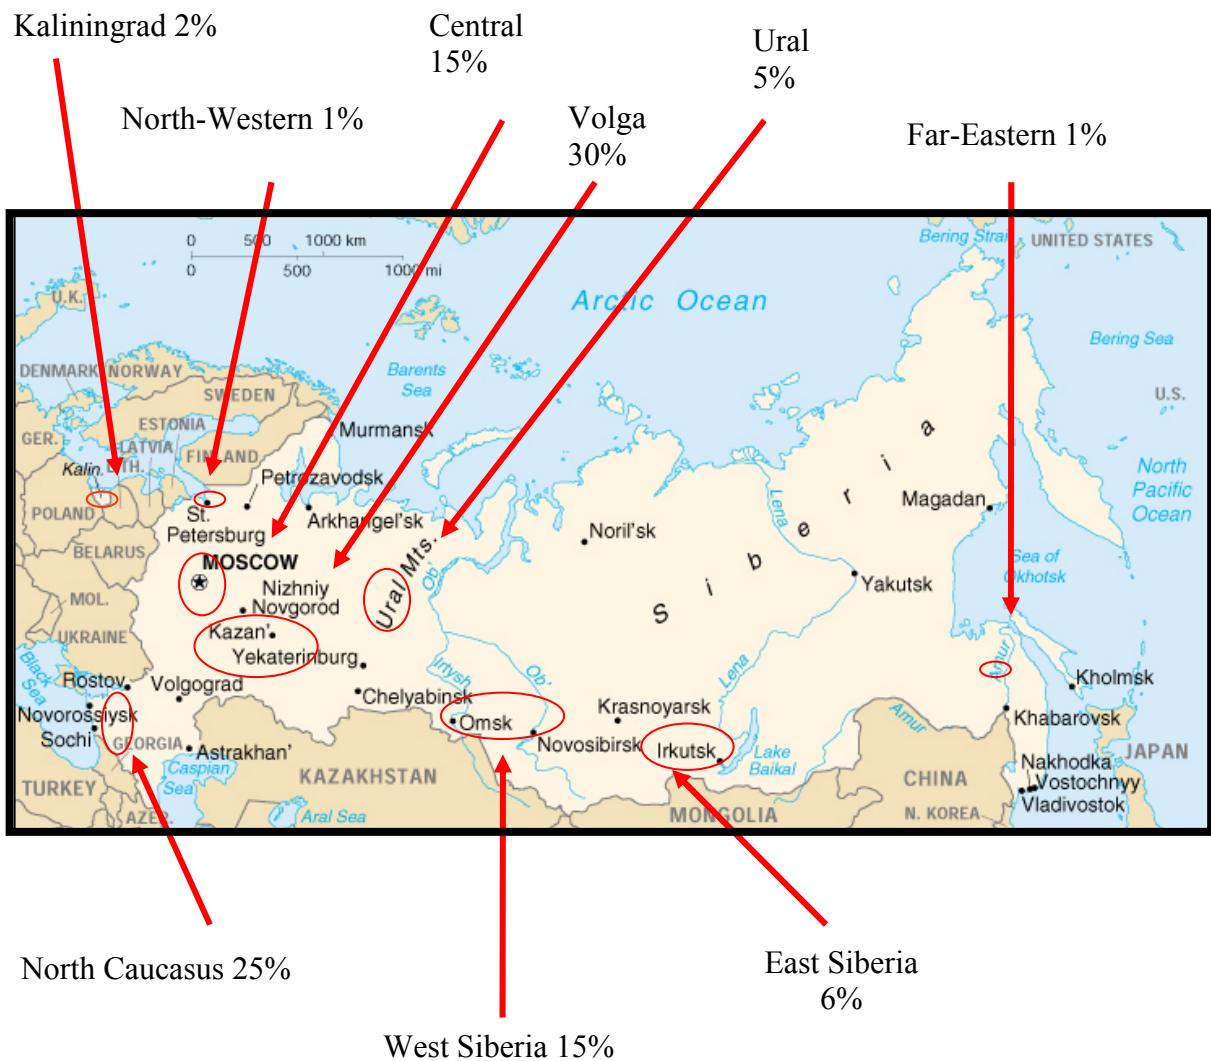 Kaliningrad 2%
Central
15%
Ural
5%
North-Western 1%
Volga
30%
Far-Eastern 1%
0 500 1000 km
0 500 1000 mi
Bering Strait
UNITED STATES
U.K.
Arctic Ocean
Bering Sea
Barents
Sea
DENMARK
NORWAY
SWEDEN
U.S.
ESTONIA
GER.
LATVIA
FINLAND
Murmansk
Kalin.
LITH.
Petrozavodsk
Lena
Magadan
North
Pacific
Ocean
POLAND
St.
Petersburg
Arkhangel'sk
Noril'sk
Siberia
BELARUS
MOSCOW
Ural Mts.
Ob'
Sea of
Okhotsk
Nizhniy
Novgorod
Yakutsk
MOL.
UKRAINE
Kazan'
Yekaterinburg
Black
Sea
Irtysh
Ob'
Lena
Amur
Rostov
Volgograd
Chelyabinsk
Krasnoyarsk
Kholmsk
Novorossiysk
Omsk
Amur
Khabarovsk
Sochi
GEORGIA
Astrakhan'
Novosibirsk
Irkutsk
Lake
Baikal
JAPAN
Caspian
Sea
KAZAKHSTAN
CHINA
Nakhodka
Vostochnyy
TURKEY
Vladivostok
AZER.
Aral Sea
MONGOLIA
N. KOREA
North Caucasus 25%
East Siberia
6%
West Siberia 15%